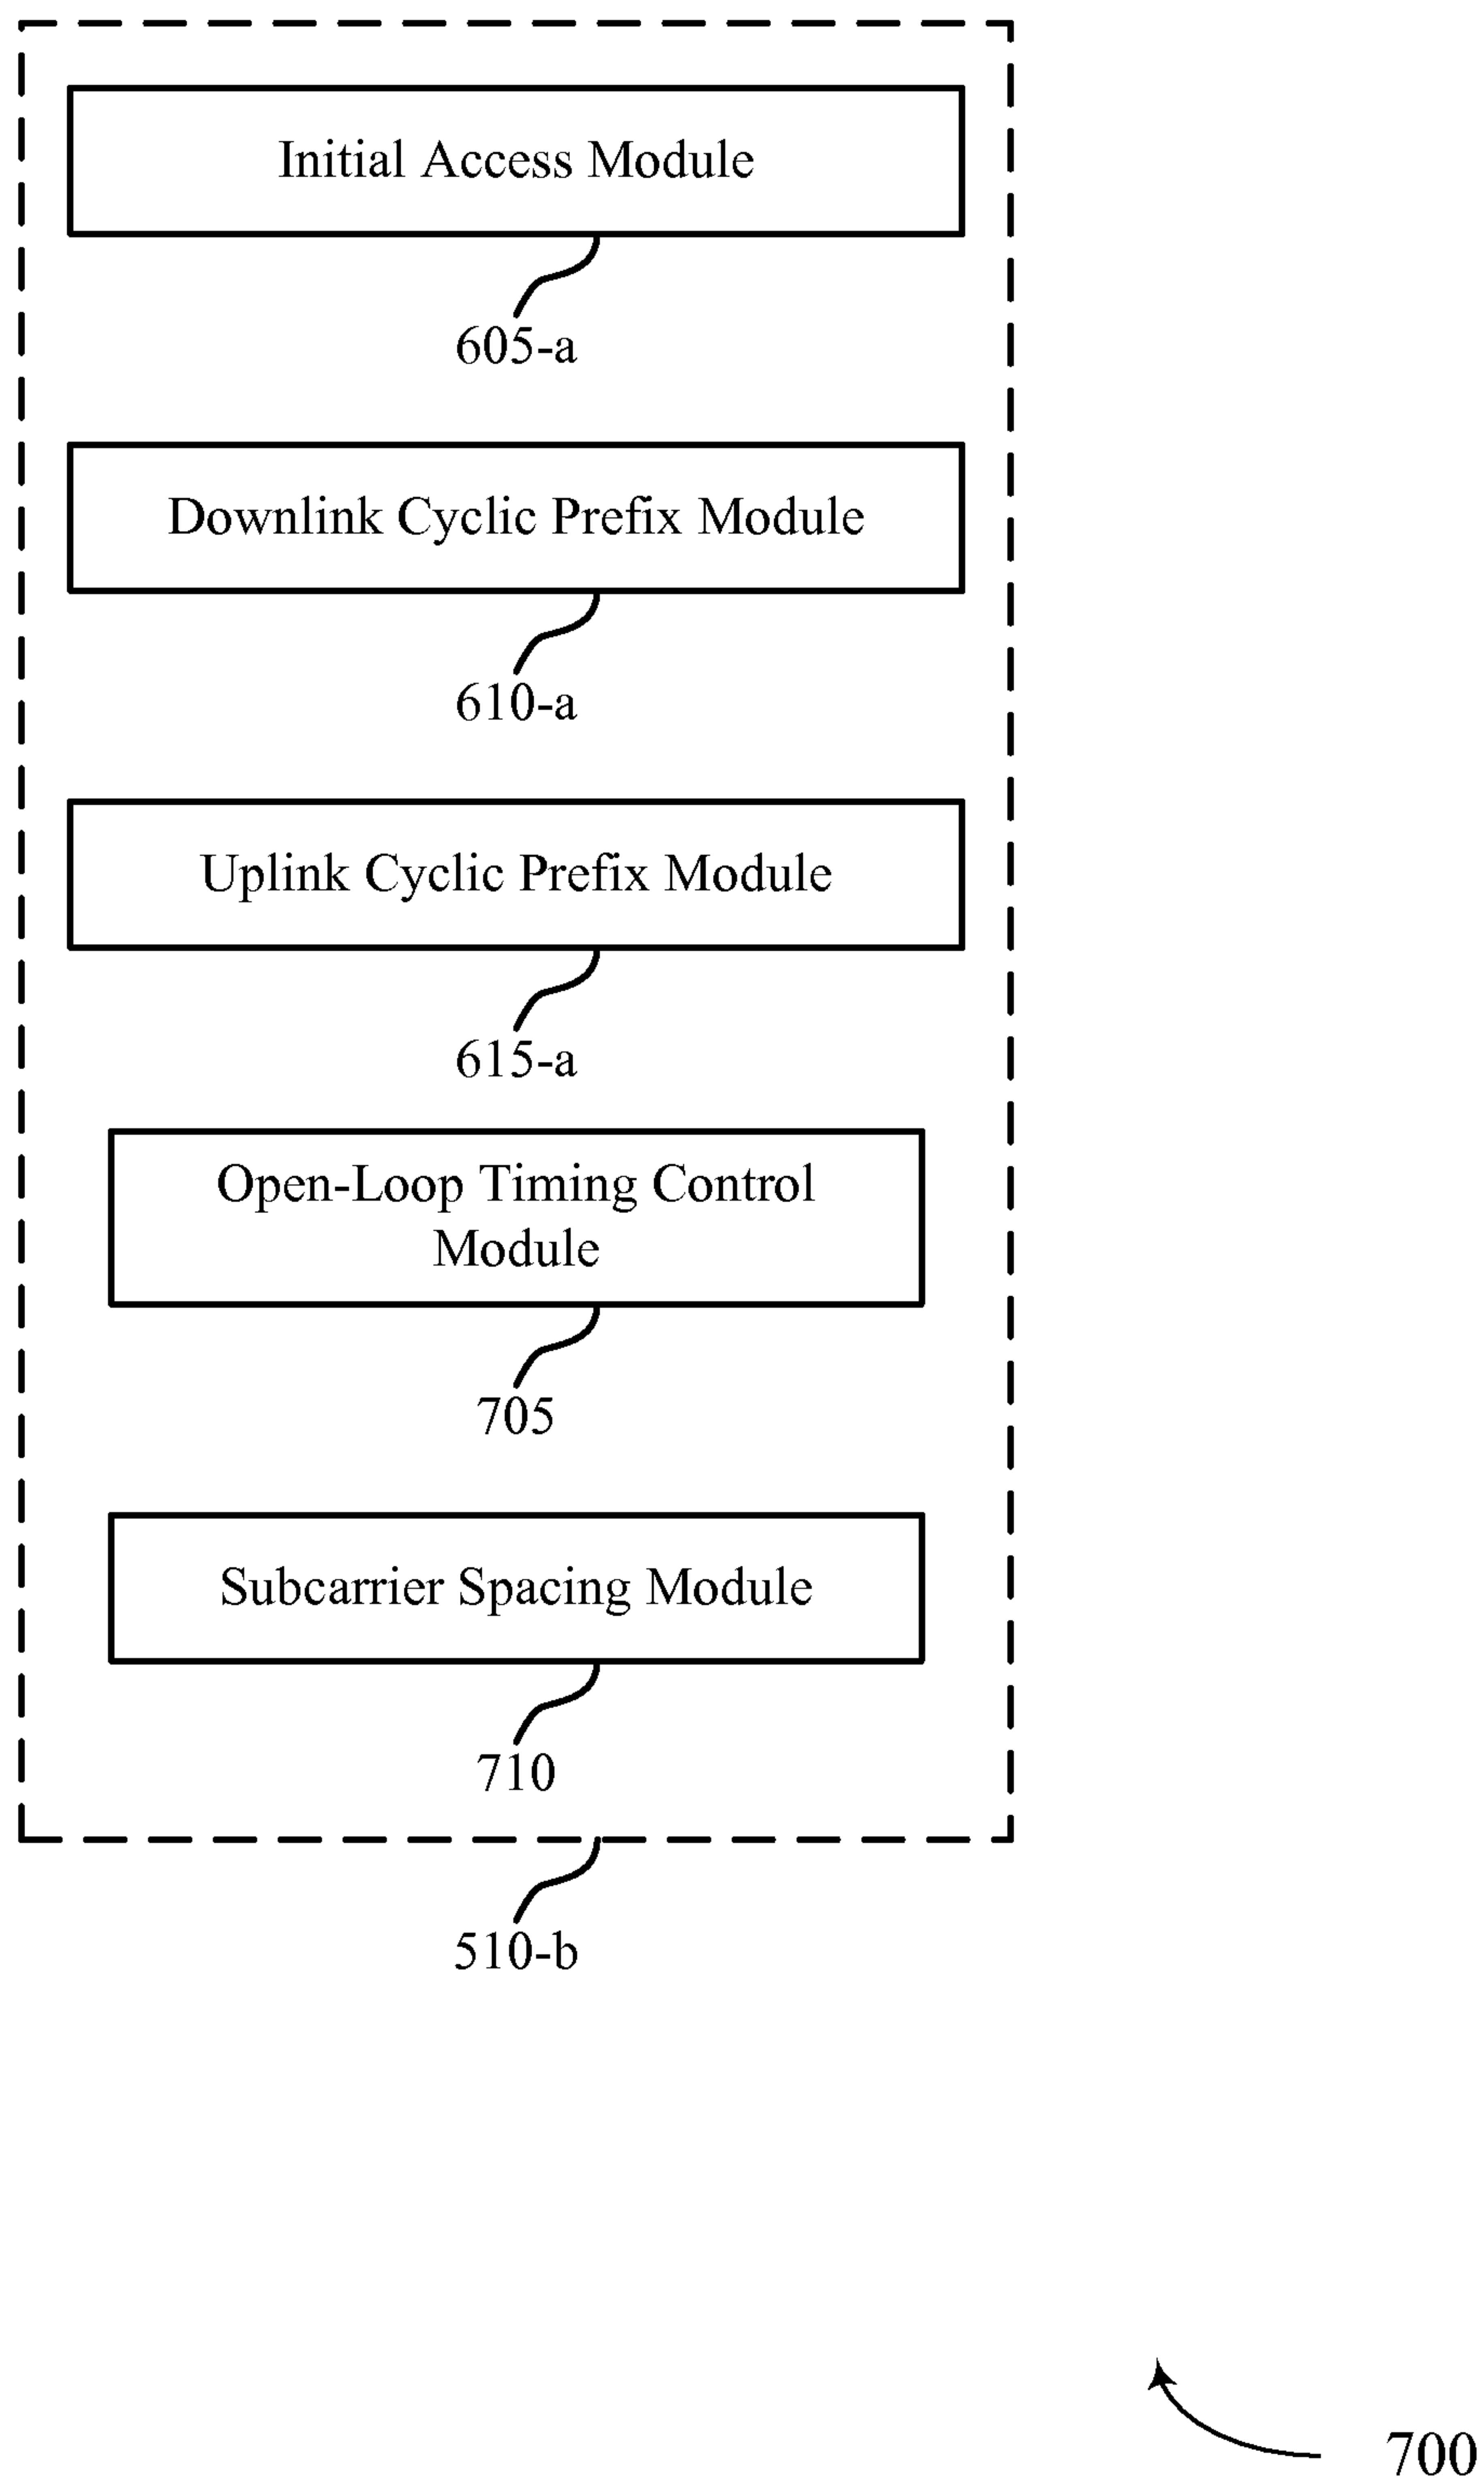 Initial Access Module
605-a
Downlink Cyclic Prefix Module
610-a
Uplink Cyclic Prefix Module
615-a
Open-Loop Timing Control
Module
705
Subcarrier Spacing Module
710
510-b
700